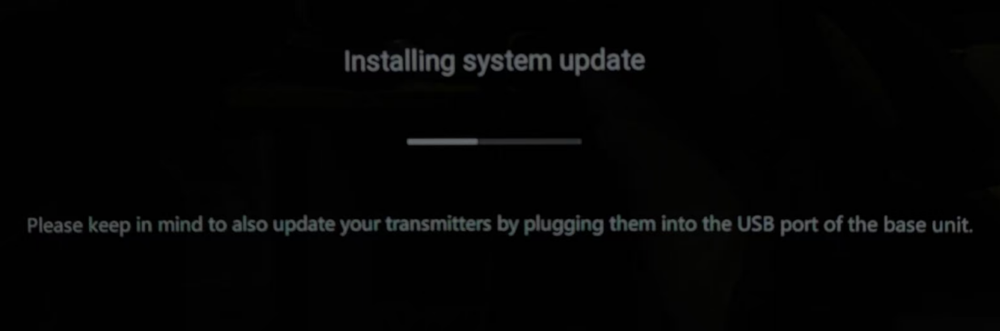 Installing system update
Please keep in mind to also update your transmitters by plugging them into the USB port of the base unit.